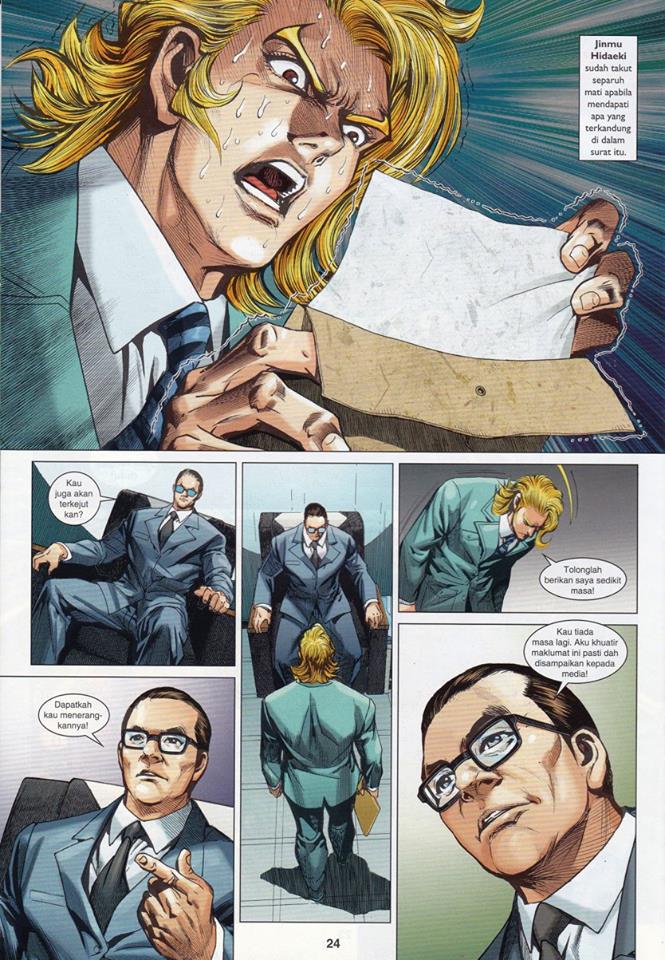 Jinmu
Hidaeki
sudah takut
separuh
mati apabila
mendapati
apa yang
terkandung
di dalam
surat itu.
Kau
juga akan
terkejut
kan?
Tolonglah
berikan saya sedikit
masa!
Dapatkah
kau menerang-
kannya!
Kau tiada
masa lagi. Aku khuatir
maklumat ini pasti dah
disampaikan kepada
media!
24